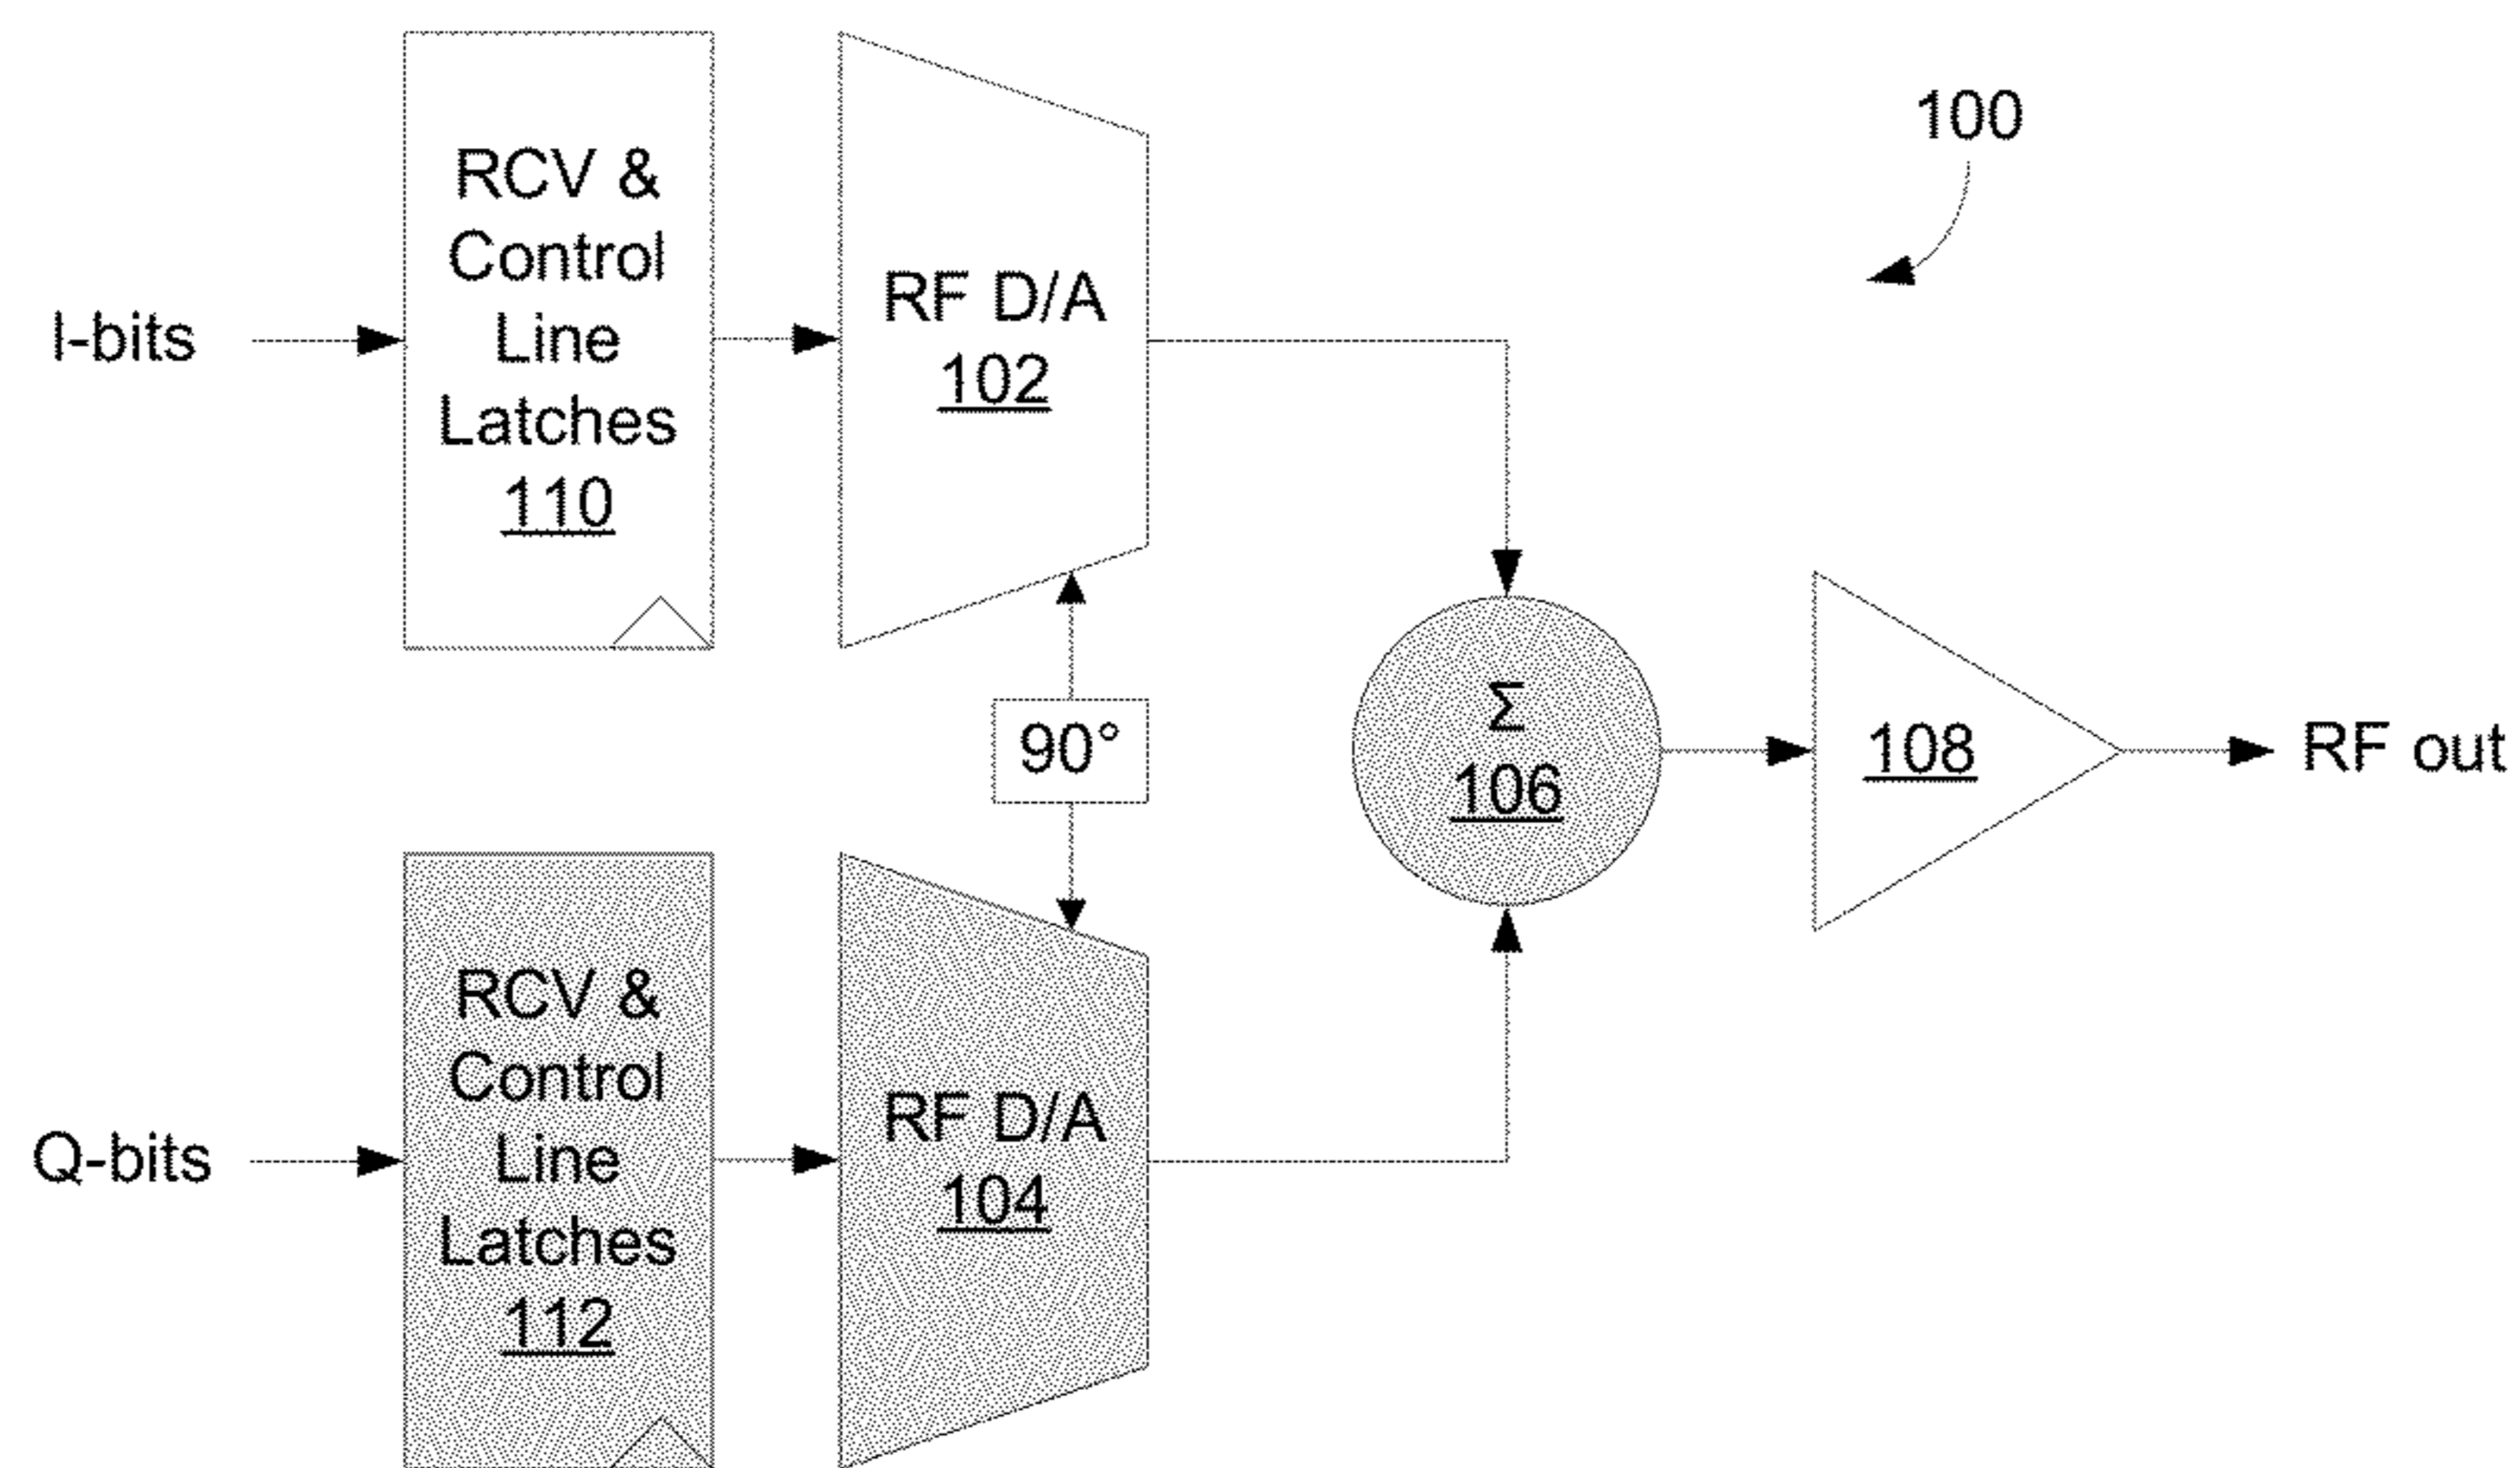 100
I-bits
RCV &
Control
Line
Latches
110
RF D/A
102
90°
Σ
106
108
RF out
Q-bits
RCV &
Control
Line
Latches
112
RF D/A
104